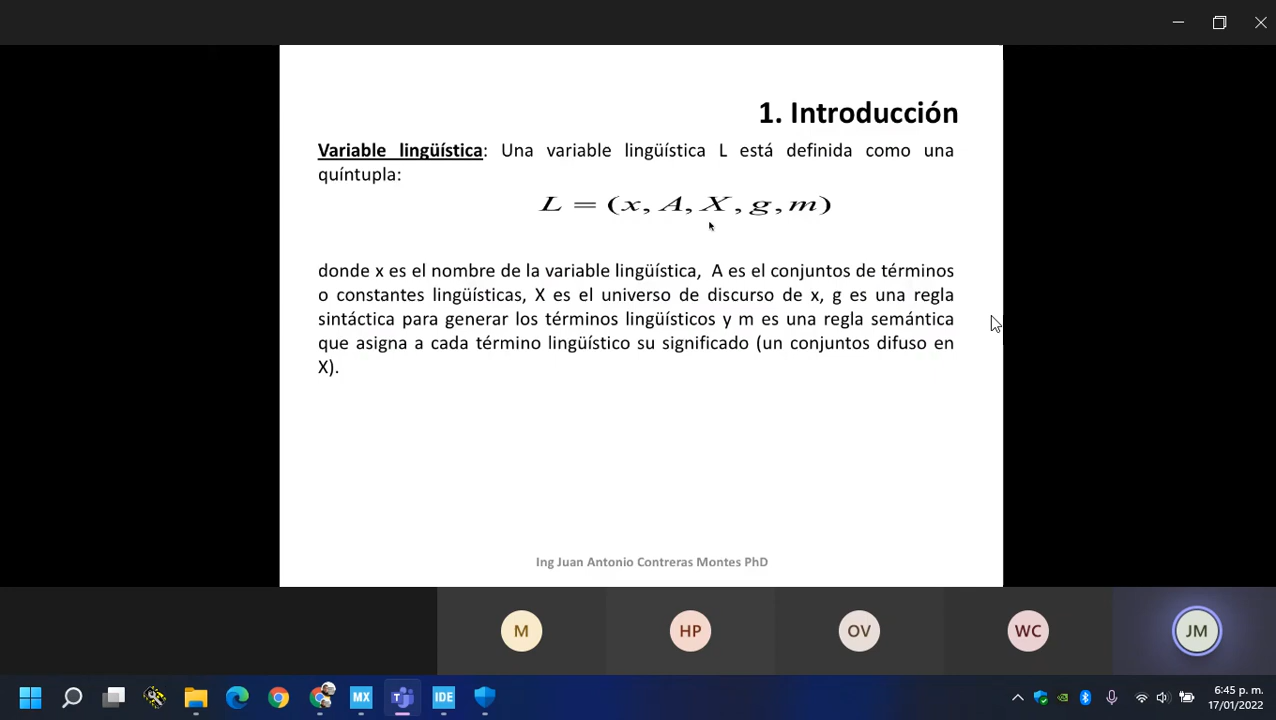 1. Introducción
Variable lingüística: Una variable lingüística L está definida como una
quíntupla:
L = (x, A, X, g, m)
donde x es el nombre de la variable lingüística, A es el conjuntos de términos
o constantes lingüísticas, X es el universo de discurso de x, g es una regla
sintáctica para generar los términos lingüísticos y m es una regla semántica
que asigna a cada término lingüístico su significado (un conjuntos difuso en
X).
Ing Juan Antonio Contreras Montes PhD
M HP OV WC JM
MX IDE
6:45 p. m.
17/01/2022